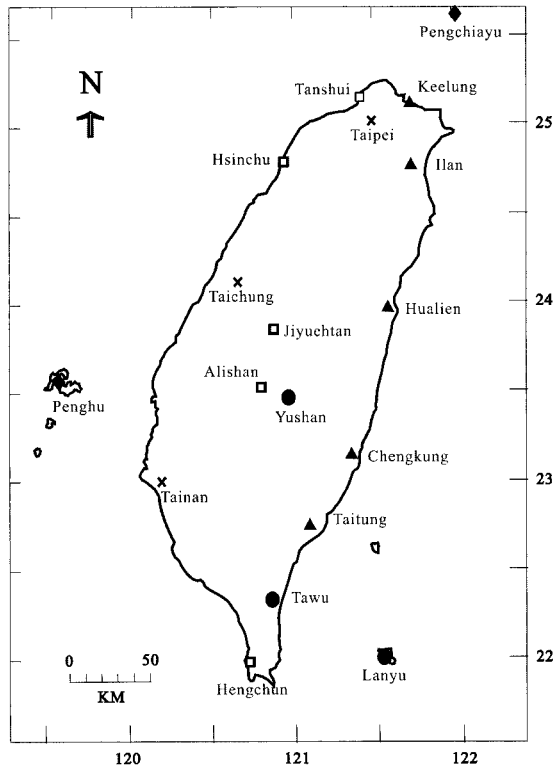 Pengchiayu
N
Tanshui
Keelung
Taipei
25
Hsinchu
Ilan
Taichung
24
Hualien
Jiyuehtan
Alishan
Penghu
Yushan
Chengkung
23
Tainan
Taitung
Tawu
0 50
KM
22
Hengchun
Lanyu
120 121 122